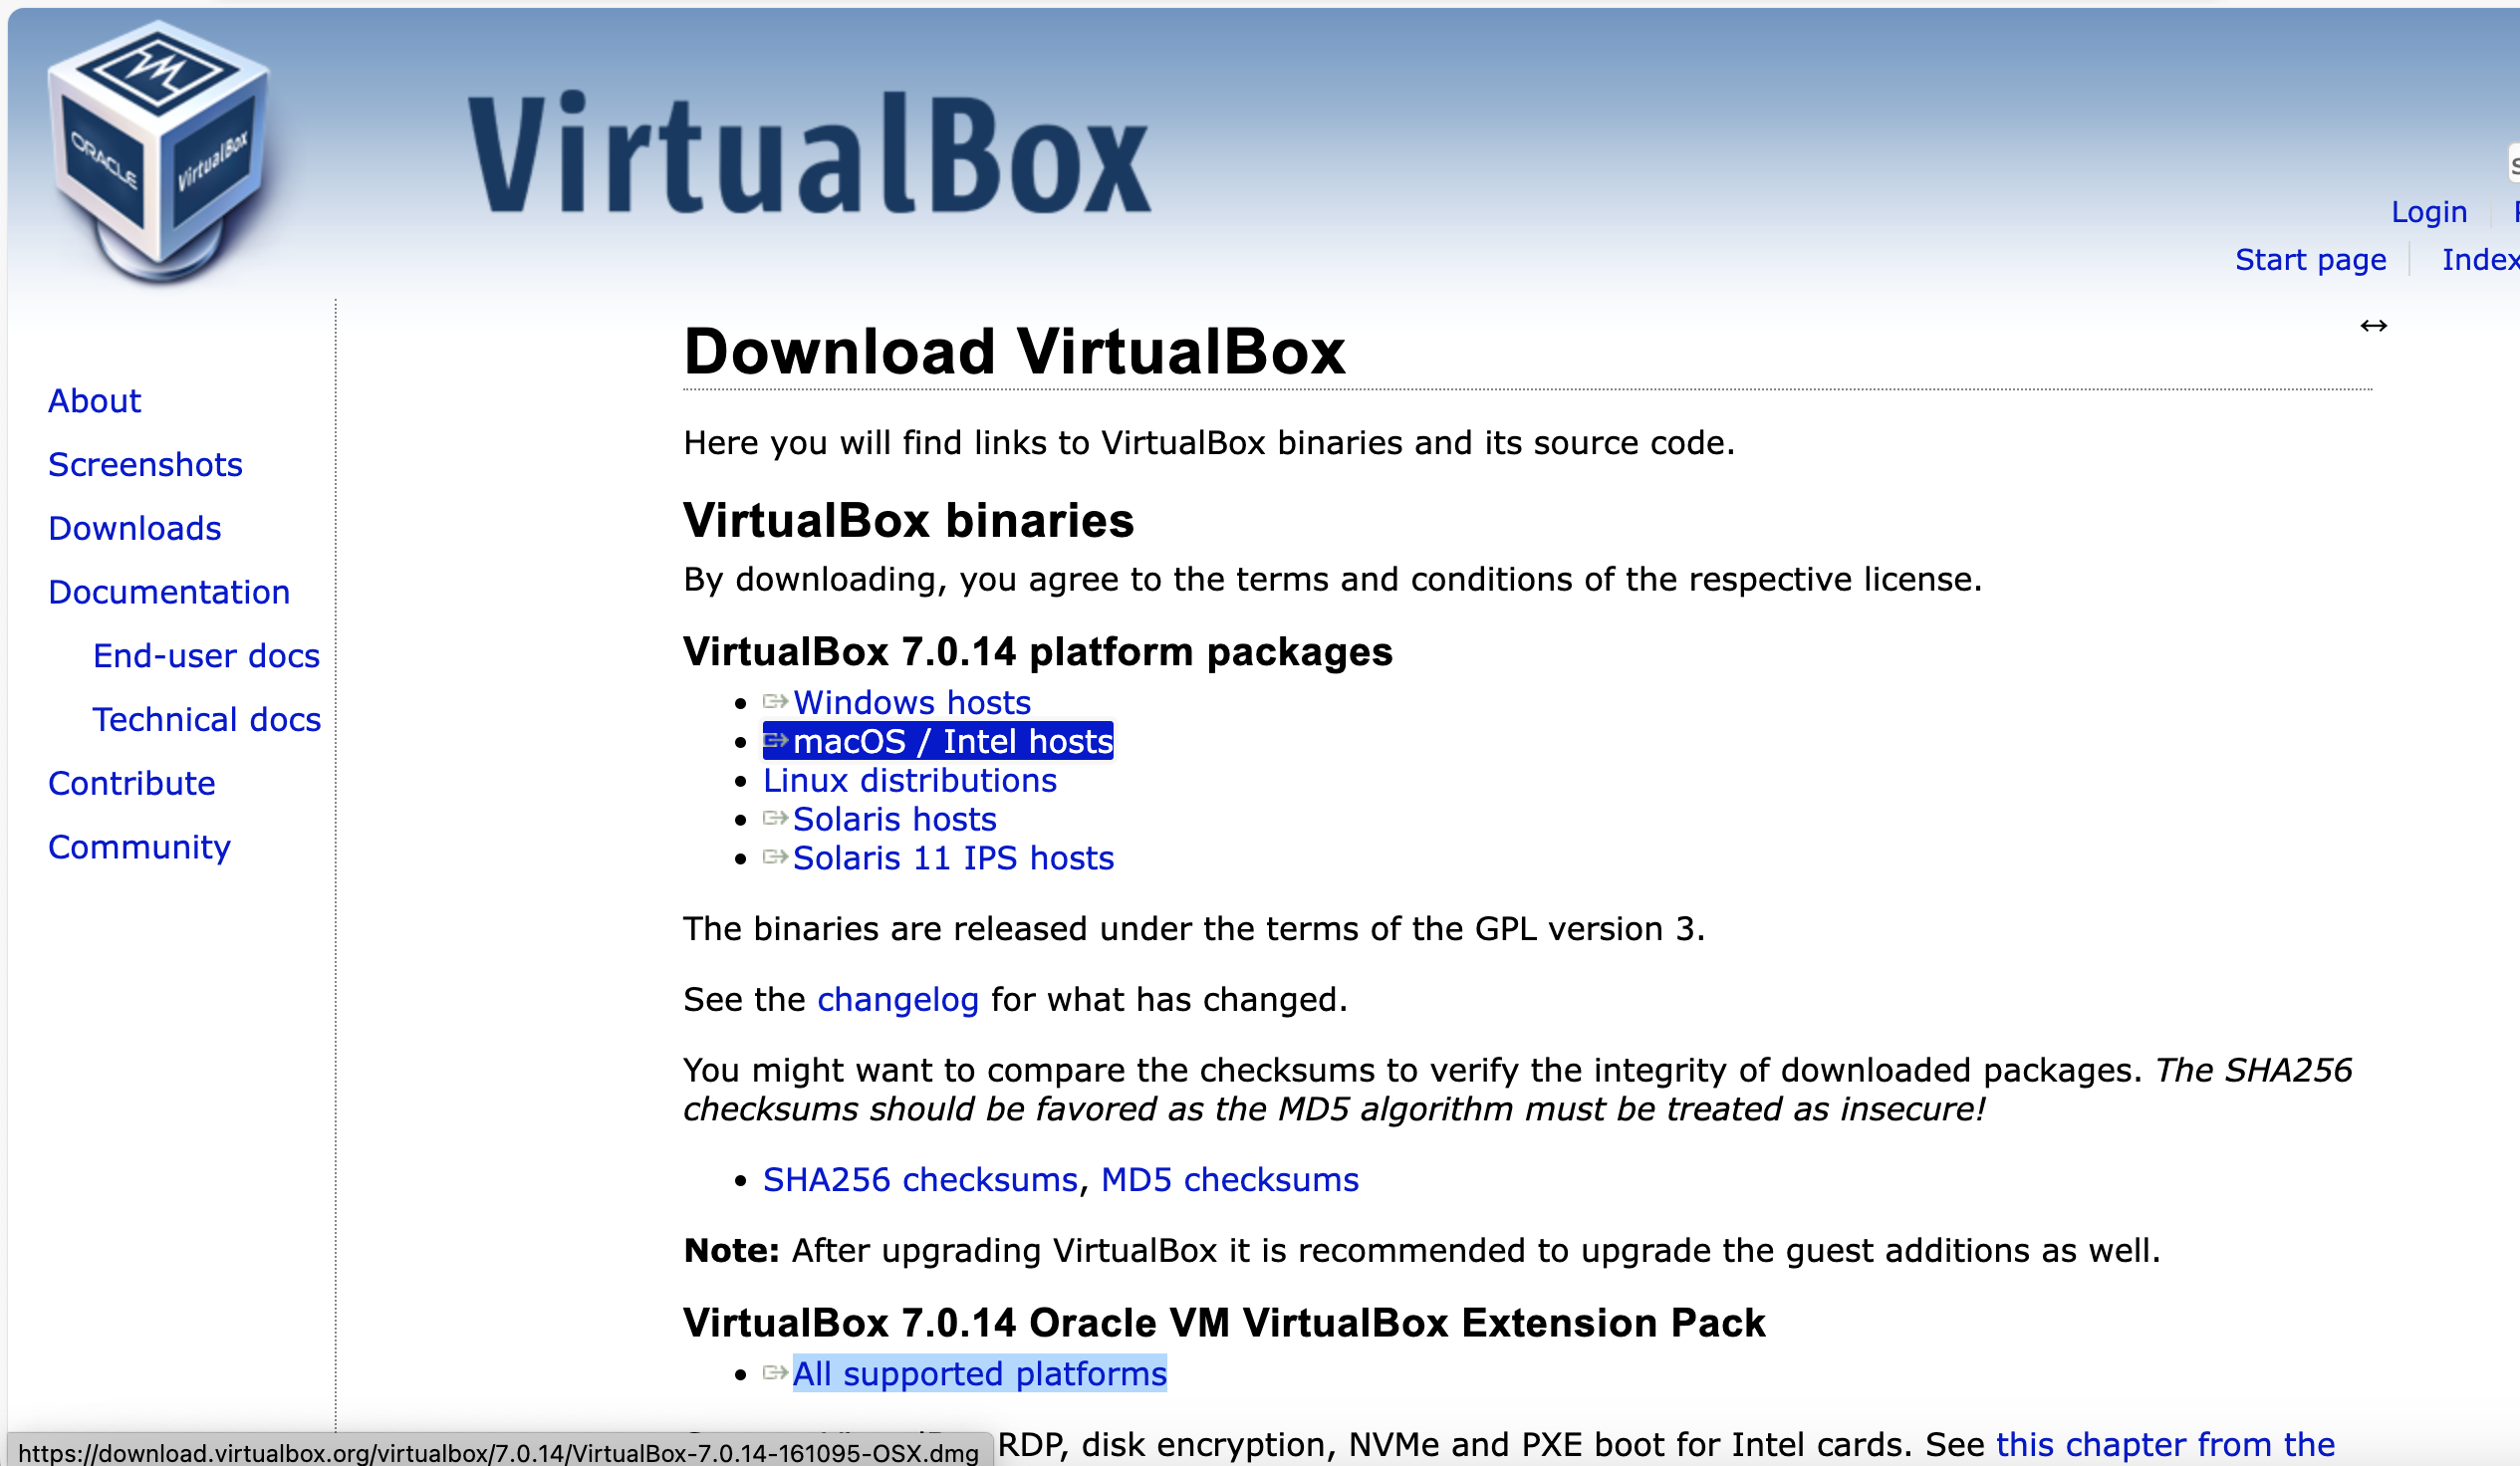 ORACLE
VirtualBox
VirtualBox
Login
Start page
Index
Download VirtualBox
↔
About
Screenshots
Downloads
Documentation
End-user docs
Technical docs
Contribute
Community
Here you will find links to VirtualBox binaries and its source code.
VirtualBox binaries
By downloading, you agree to the terms and conditions of the respective license.
VirtualBox 7.0.14 platform packages
• Windows hosts
• macOS / Intel hosts
• Linux distributions
• Solaris hosts
• Solaris 11 IPS hosts
The binaries are released under the terms of the GPL version 3.
See the changelog for what has changed.
You might want to compare the checksums to verify the integrity of downloaded packages. The SHA256
checksums should be favored as the MD5 algorithm must be treated as insecure!
• SHA256 checksums, MD5 checksums
Note: After upgrading VirtualBox it is recommended to upgrade the guest additions as well.
VirtualBox 7.0.14 Oracle VM VirtualBox Extension Pack
• All supported platforms
RDP, disk encryption, NVMe and PXE boot for Intel cards. See this chapter from the
https://download.virtualbox.org/virtualbox/7.0.14/VirtualBox-7.0.14-161095-OSX.dmg